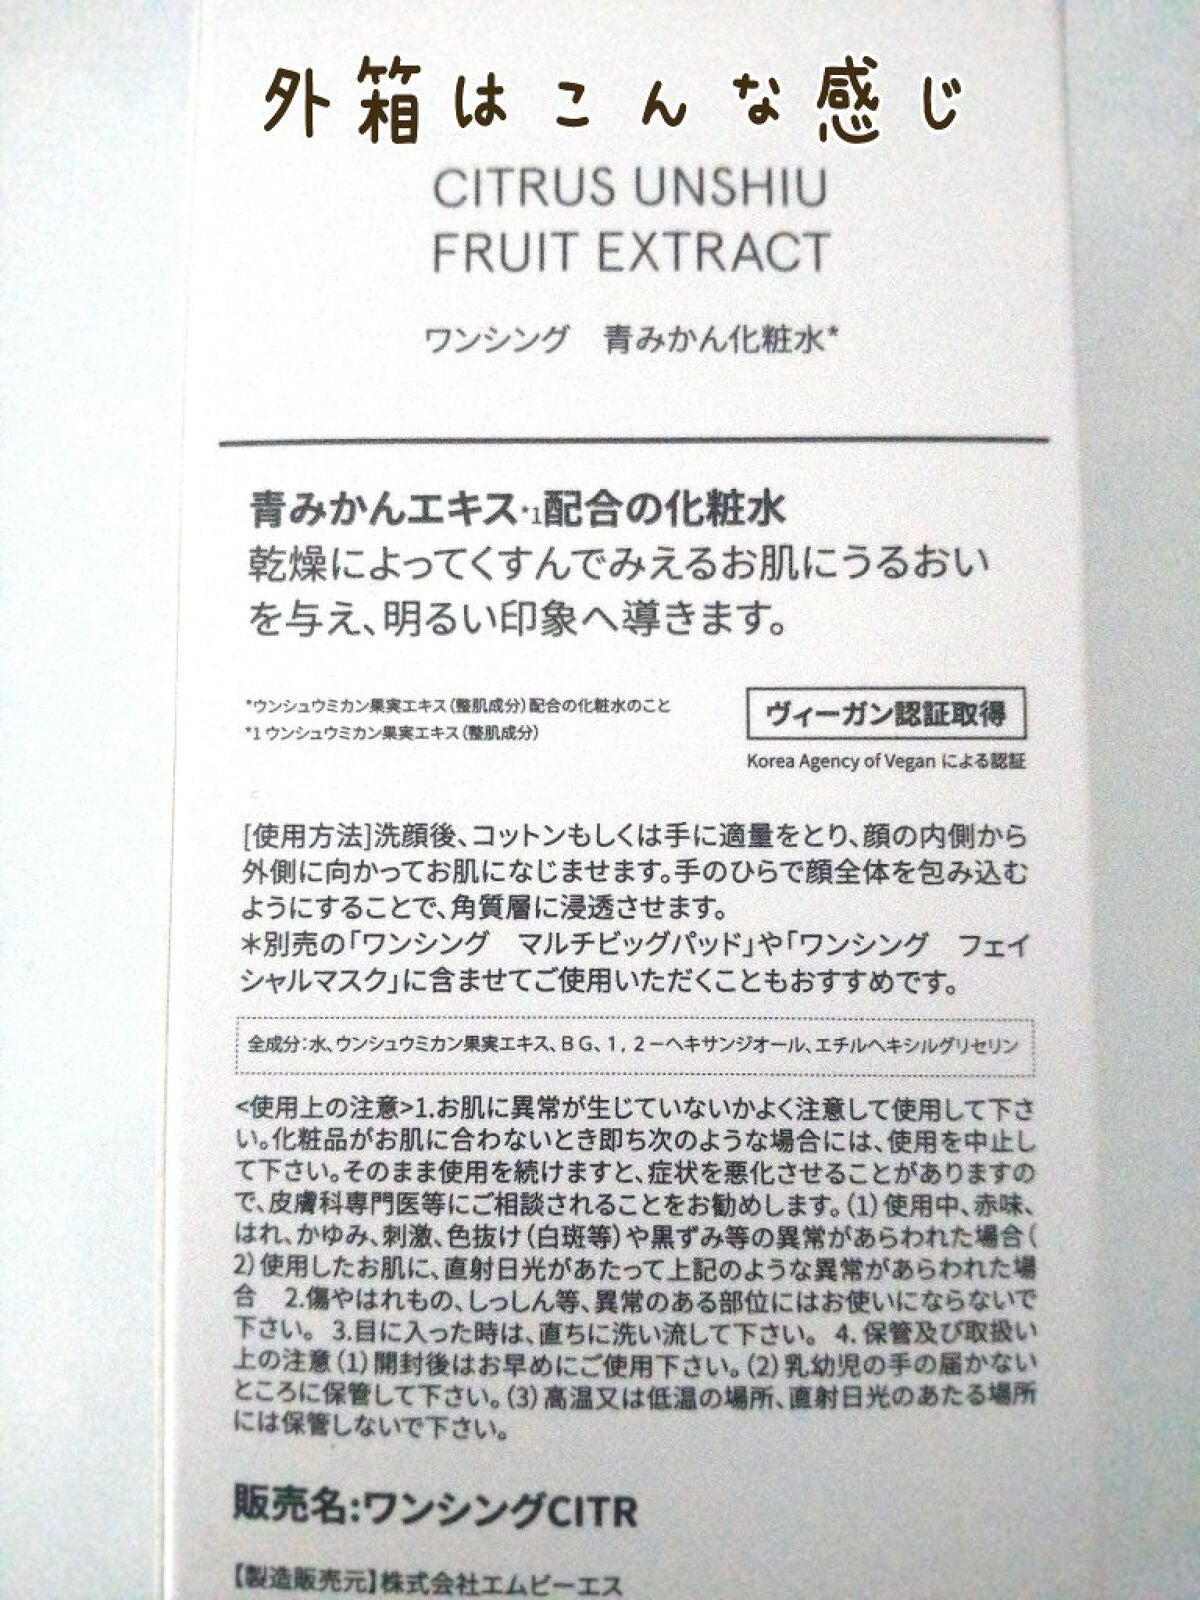 外箱はこんな感じ
CITRUS UNSHIU
FRUIT EXTRACT
ワンシング　青みかん化粧水*
青みかんエキス*1配合の化粧水
乾燥によってくすんでみえるお肌にうるおい
を与え、明るい印象へ導きます。
*ウンシュウミカン果実エキス(整肌成分)配合の化粧水のこと
*1 ウンシュウミカン果実エキス(整肌成分)
ヴィーガン認証取得
Korea Agency of Vegan による認証
[使用方法]洗顔後、コットンもしくは手に適量をとり、顔の内側から
外側に向かってお肌になじませます。手のひらで顔全体を包み込む
ようにすることで、角質層に浸透させます。
＊別売の「ワンシング　マルチビッグパッド」や「ワンシング　フェイ
シャルマスク」に含ませてご使用いただくこともおすすめです。
全成分：水、ウンシュウミカン果実エキス、ＢＧ、１，２－ヘキサンジオール、エチルヘキシルグリセリン
<使用上の注意>1.お肌に異常が生じていないかよく注意して使用して下さ
い。化粧品がお肌に合わないとき即ち次のような場合には、使用を中止し
て下さい。そのまま使用を続けますと、症状を悪化させることがありますの
で、皮膚科専門医等にご相談されることをお勧めします。(1)使用中、赤味、
はれ、かゆみ、刺激、色抜け(白斑等)や黒ずみ等の異常があらわれた場合(
2)使用したお肌に、直射日光があたって上記のような異常があらわれた場
合　2.傷やはれもの、しっしん等、異常のある部位にはお使いにならないで
下さい。 3.目に入った時は、直ちに洗い流して下さい。 4. 保管及び取扱い
上の注意(1)開封後はお早めにご使用下さい。(2)乳幼児の手の届かない
ところに保管して下さい。(3)高温又は低温の場所、直射日光のあたる場所
には保管しないで下さい。
販売名:ワンシングCITR
【製造販売元】株式会社エムビーエス